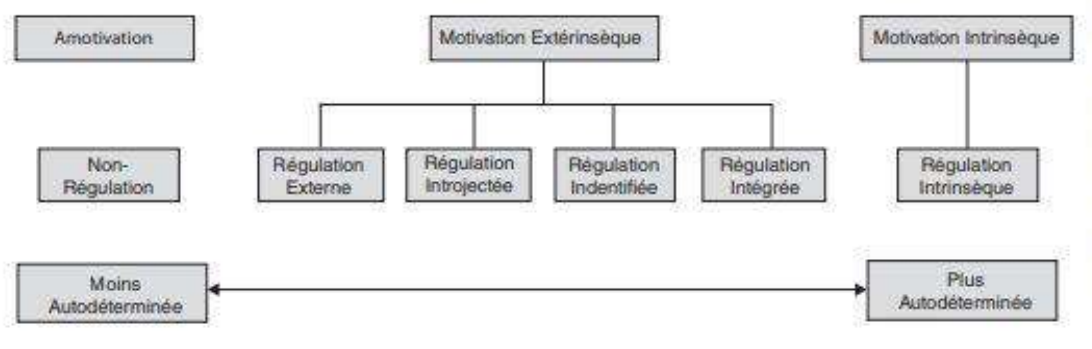 Amotivation
Motivation Extérinsèque
Motivation Intrinsèque
Non-
Régulation
Régulation
Externe
Régulation
Introjectée
Régulation
Indentifiée
Régulation
Intégrée
Régulation
Intrinsèque
Moins
Autodéterminée
Plus
Autodéterminée